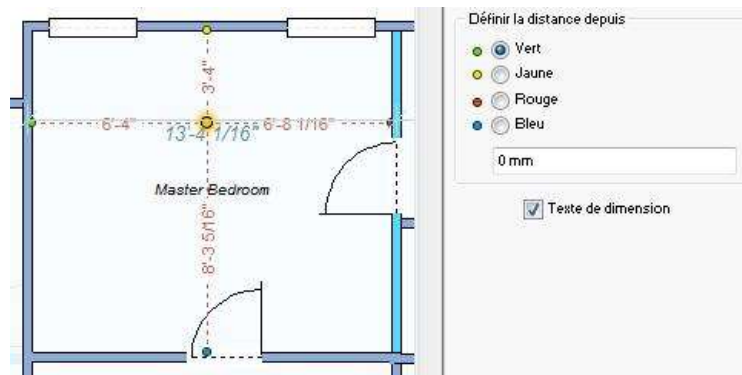 3'-4"
6'-4"
13'-4 1/16"
6'-8 1/16"
Master Bedroom
8'-3 5/16"
Définir la distance depuis
Vert
Jaune
Rouge
Bleu
0 mm
Texte de dimension